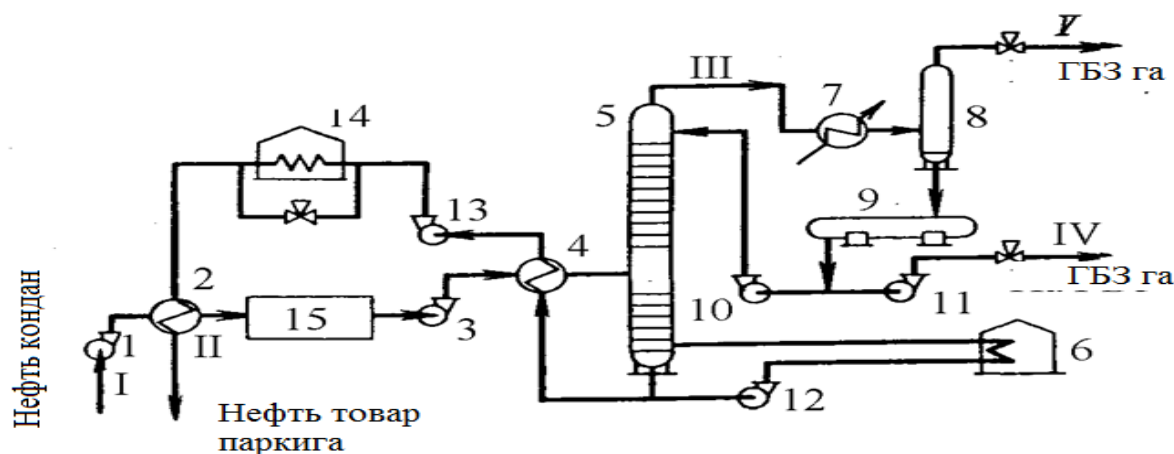 V
ГБЗ га
III
7
5
8
14
9
13
IV
4
ГБЗ га
2
15
3
10
11
1
II
6
I
12
Нефть кондан
Нефть товар
паркига